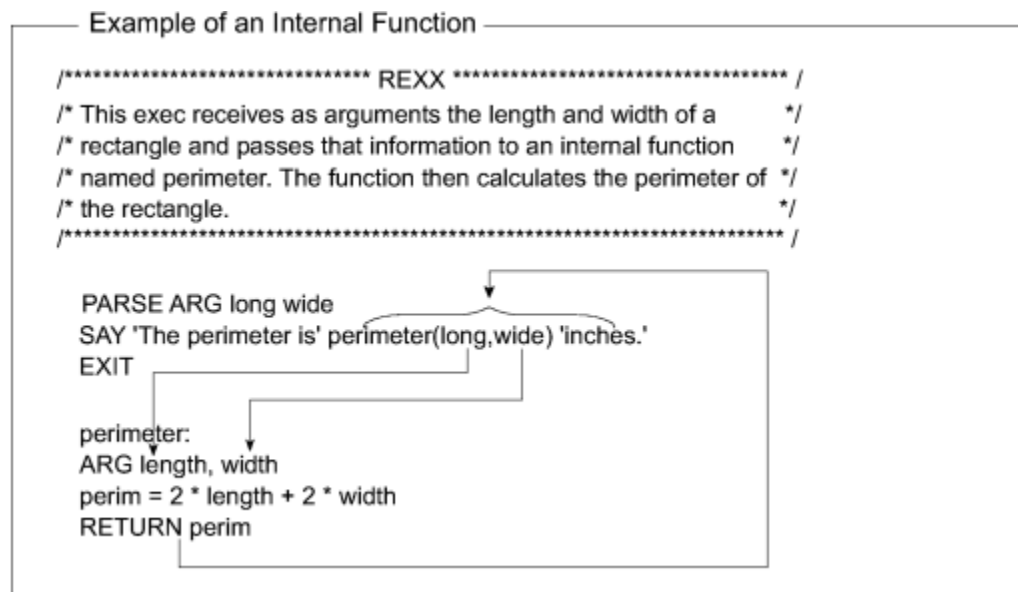 Example of an Internal Function
/******************************** REXX *********************************** /
/* This exec receives as arguments the length and width of a */
/* rectangle and passes that information to an internal function */
/* named perimeter. The function then calculates the perimeter of */
/* the rectangle. */
/*************************************************************************** /
PARSE ARG long wide
SAY 'The perimeter is' perimeter(long,wide) 'inches.'
EXIT
perimeter:
ARG length, width
perim = 2 * length + 2 * width
RETURN perim